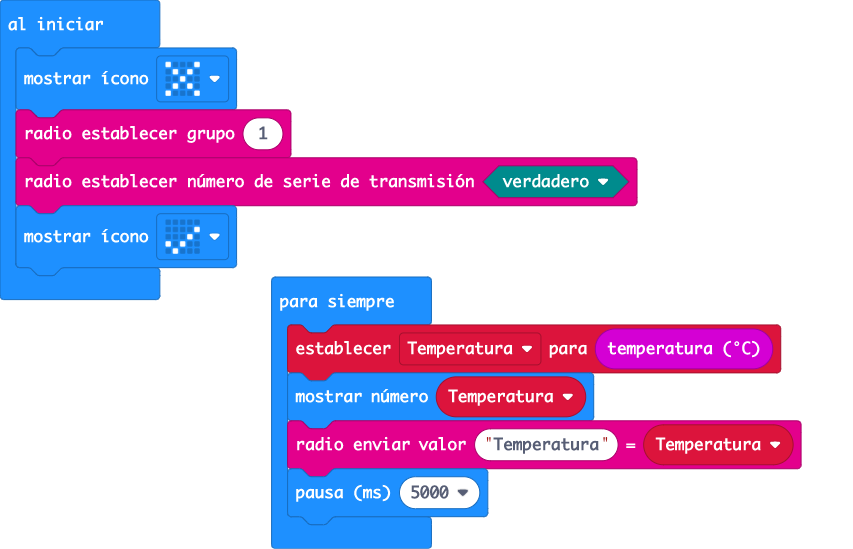 al iniciar
mostrar ícono
radio establecer grupo 1
radio establecer número de serie de transmisión verdadero
mostrar ícono
para siempre
establecer Temperatura para temperatura (°C)
mostrar número Temperatura
radio enviar valor "Temperatura" = Temperatura
pausa (ms) 5000